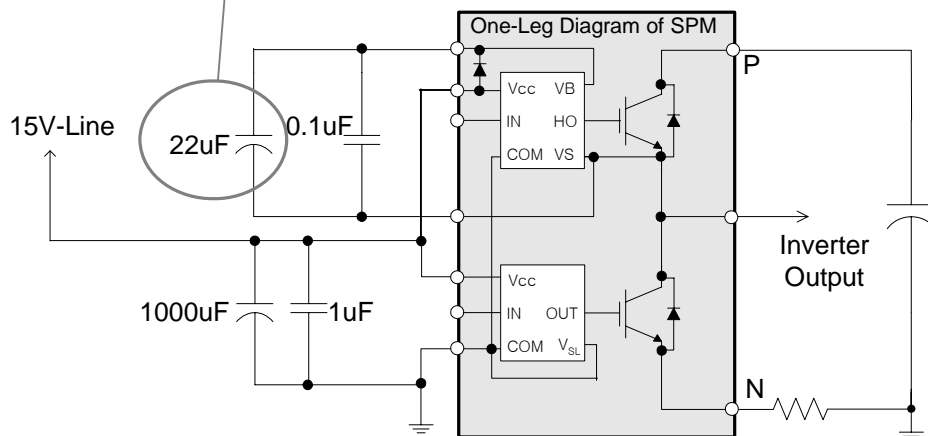 One-Leg Diagram of SPM
P
Vcc VB
15V-Line
22uF
0.1uF
IN HO
COM VS
Inverter
Output
Vcc
1000uF
1uF
IN OUT
COM VSL
N